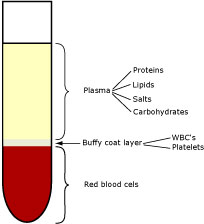 Proteins
Lipids
Plasma
Salts
Carbohydrates
Buffy coat layer
WBC's
Platelets
Red blood cels